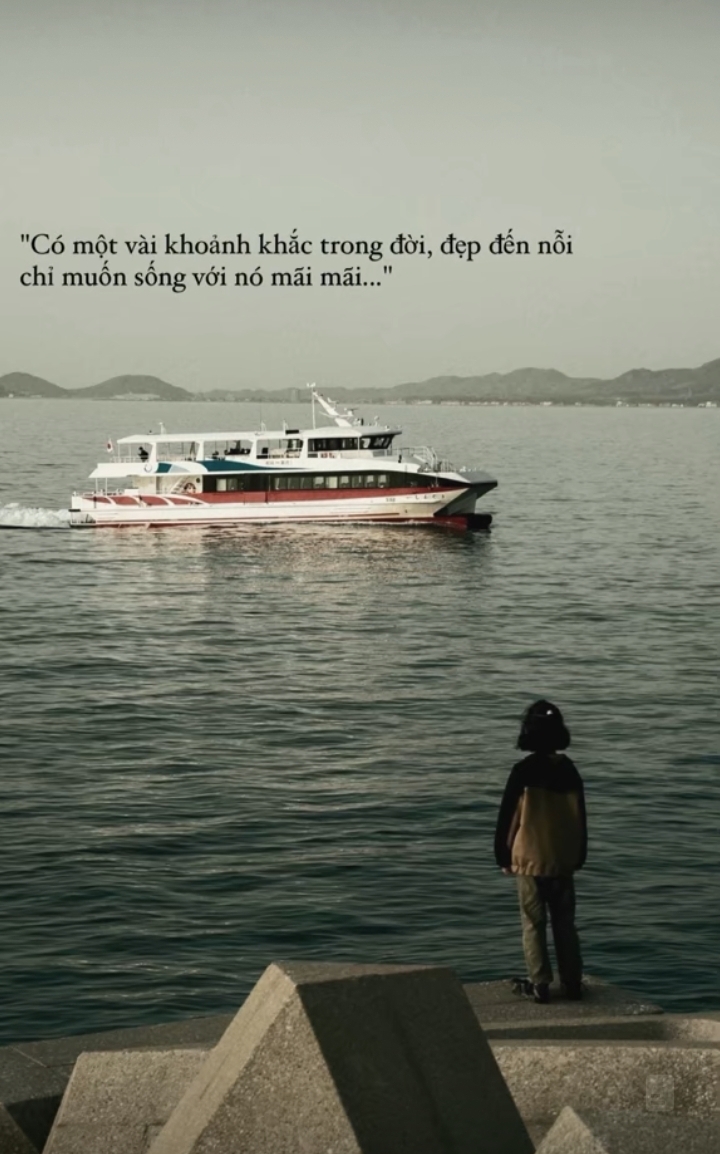 "Có một vài khoảnh khắc trong đời, đẹp đến nỗi
chỉ muốn sống với nó mãi mãi..."